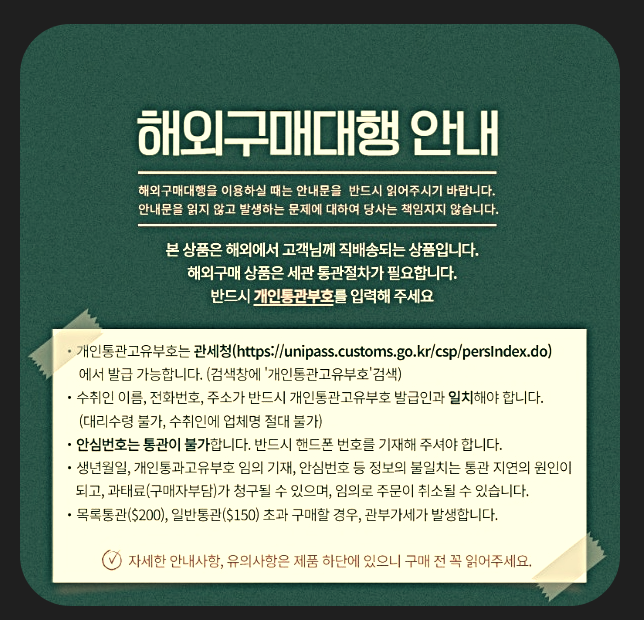 해외구매대행 안내
해외구매대행을 이용하실 때는 안내문을 반드시 읽어주시기 바랍니다.
안내문을 읽지 않고 발생하는 문제에 대하여 당사는 책임지지 않습니다.
본 상품은 해외에서 고객님께 직배송되는 상품입니다.
해외구매 상품은 세관 통관절차가 필요합니다.
반드시 개인통관부호를 입력해 주세요
• 개인통관고유부호는 관세청(https://unipass.customs.go.kr/csp/persIndex.do)
에서 발급 가능합니다. (검색창에 '개인통관고유부호'검색)
• 수취인 이름, 전화번호, 주소가 반드시 개인통관고유부호 발급인과 일치해야 합니다.
(대리수령 불가, 수취인에 업체명 절대 불가)
• 안심번호는 통관이 불가합니다. 반드시 핸드폰 번호를 기재해 주셔야 합니다.
• 생년월일, 개인통과고유부호 임의 기재, 안심번호 등 정보의 불일치는 통관 지연의 원인이
되고, 과태료(구매자부담)가 청구될 수 있으며, 임의로 주문이 취소될 수 있습니다.
• 목록통관($200), 일반통관($150) 초과 구매할 경우, 관부가세가 발생합니다.
자세한 안내사항, 유의사항은 제품 하단에 있으니 구매 전 꼭 읽어주세요.